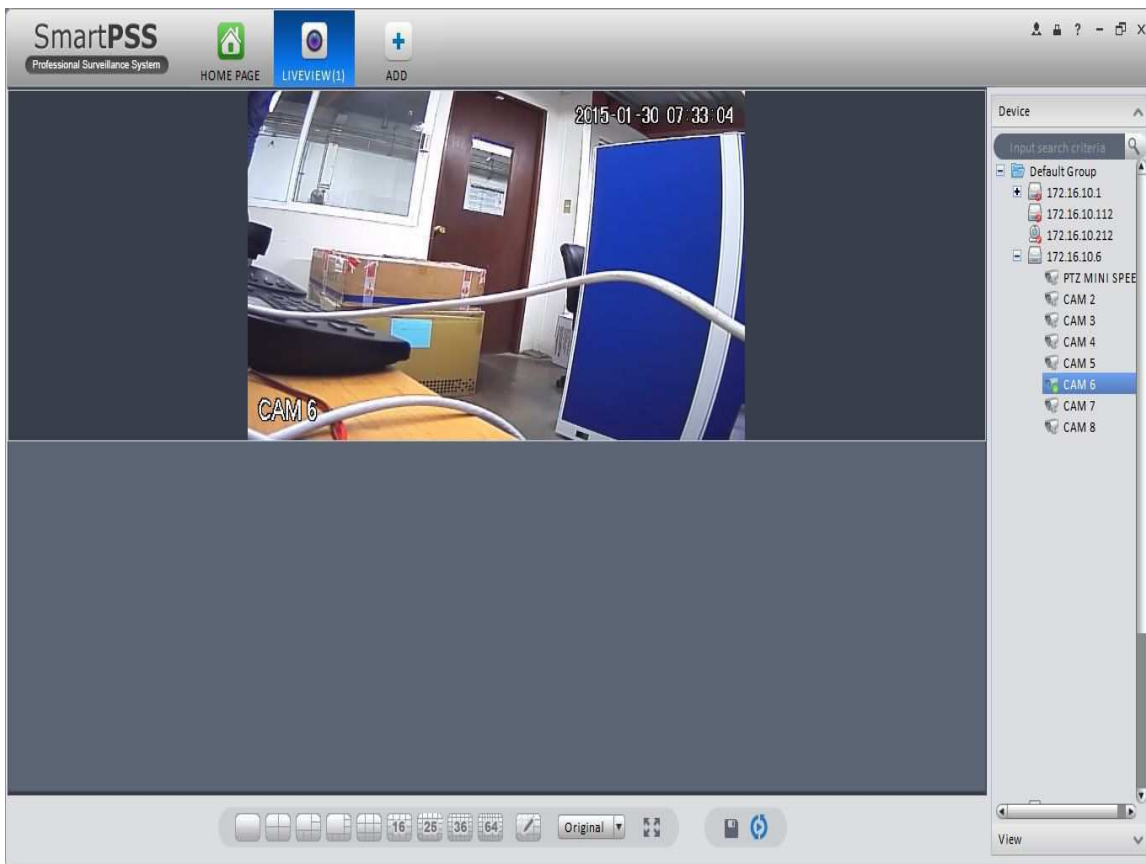 SmartPSS
Professional Surveillance System
HOME PAGE
LIVEVIEW(1)
ADD
?
2015-01-30 07:33:04
CAM 6
Device
Input search criteria
Default Group
172.16.10.1
172.16.10.112
172.16.10.212
172.16.10.6
PTZ MINI SPEE
CAM 2
CAM 3
CAM 4
CAM 5
CAM 6
CAM 7
CAM 8
16 25 36 64 Original
View